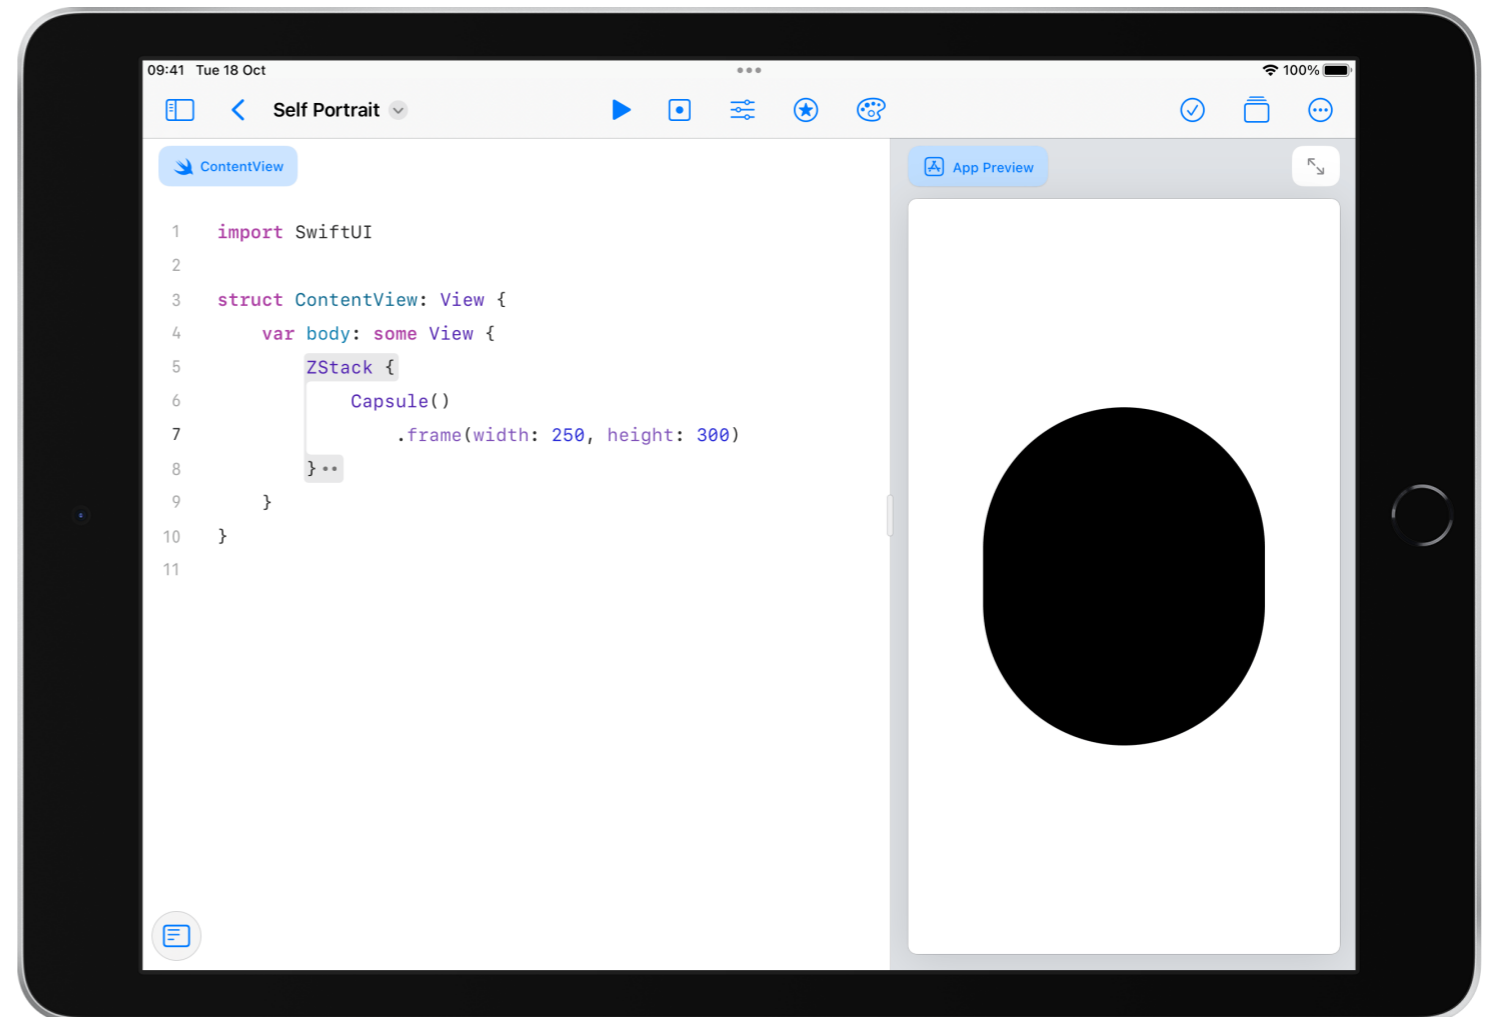 09:41 Tue 18 Oct
100%
Self Portrait
ContentView
App Preview
1 import SwiftUI
2
3 struct ContentView: View {
4 var body: some View {
5 ZStack {
6 Capsule()
7 .frame(width: 250, height: 300)
8 }
9 }
10 }
11